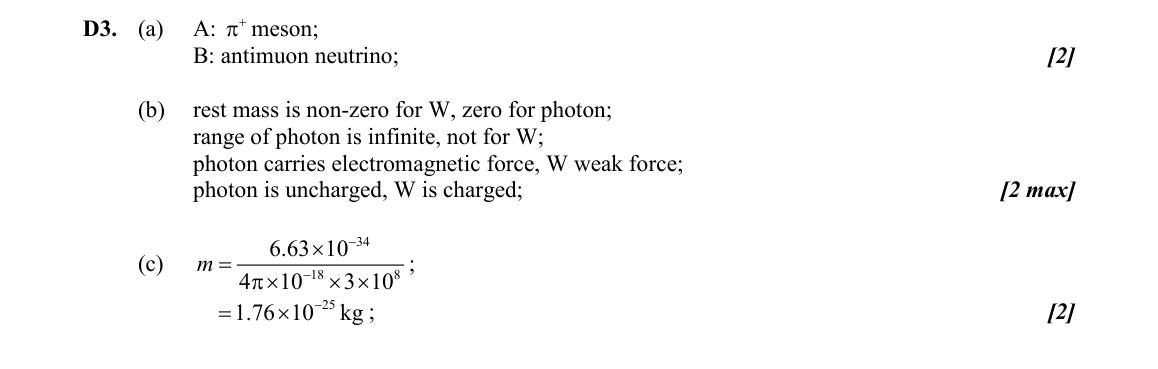 D3. (a) A: π⁺ meson;
B: antimuon neutrino; [2]
(b) rest mass is non-zero for W, zero for photon;
range of photon is infinite, not for W;
photon carries electromagnetic force, W weak force;
photon is uncharged, W is charged; [2 max]
(c) m = 6.63×10⁻³⁴ / 4π×10⁻¹⁸ ×3×10⁸ ;
=1.76×10⁻²⁵ kg ; [2]